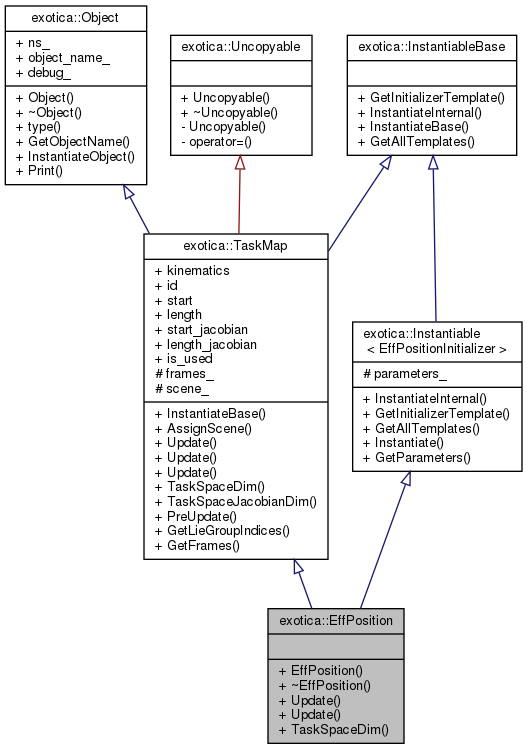 exotica::Object
+ ns_
+ object_name_
+ debug_
+ Object()
+ ~Object()
+ type()
+ GetObjectName()
+ InstantiateObject()
+ Print()
exotica::Uncopyable
+ Uncopyable()
+ ~Uncopyable()
- Uncopyable()
- operator=()
exotica::InstantiableBase
+ GetInitializerTemplate()
+ InstantiateInternal()
+ InstantiateBase()
+ GetAllTemplates()
exotica::TaskMap
+ kinematics
+ id
+ start
+ length
+ start_jacobian
+ length_jacobian
+ is_used
# frames_
# scene_
+ InstantiateBase()
+ AssignScene()
+ Update()
+ Update()
+ Update()
+ TaskSpaceDim()
+ TaskSpaceJacobianDim()
+ PreUpdate()
+ GetLieGroupIndices()
+ GetFrames()
exotica::Instantiable
< EffPositionInitializer >
# parameters_
+ InstantiateInternal()
+ GetInitializerTemplate()
+ GetAllTemplates()
+ Instantiate()
+ GetParameters()
exotica::EffPosition
+ EffPosition()
+ ~EffPosition()
+ Update()
+ Update()
+ TaskSpaceDim()